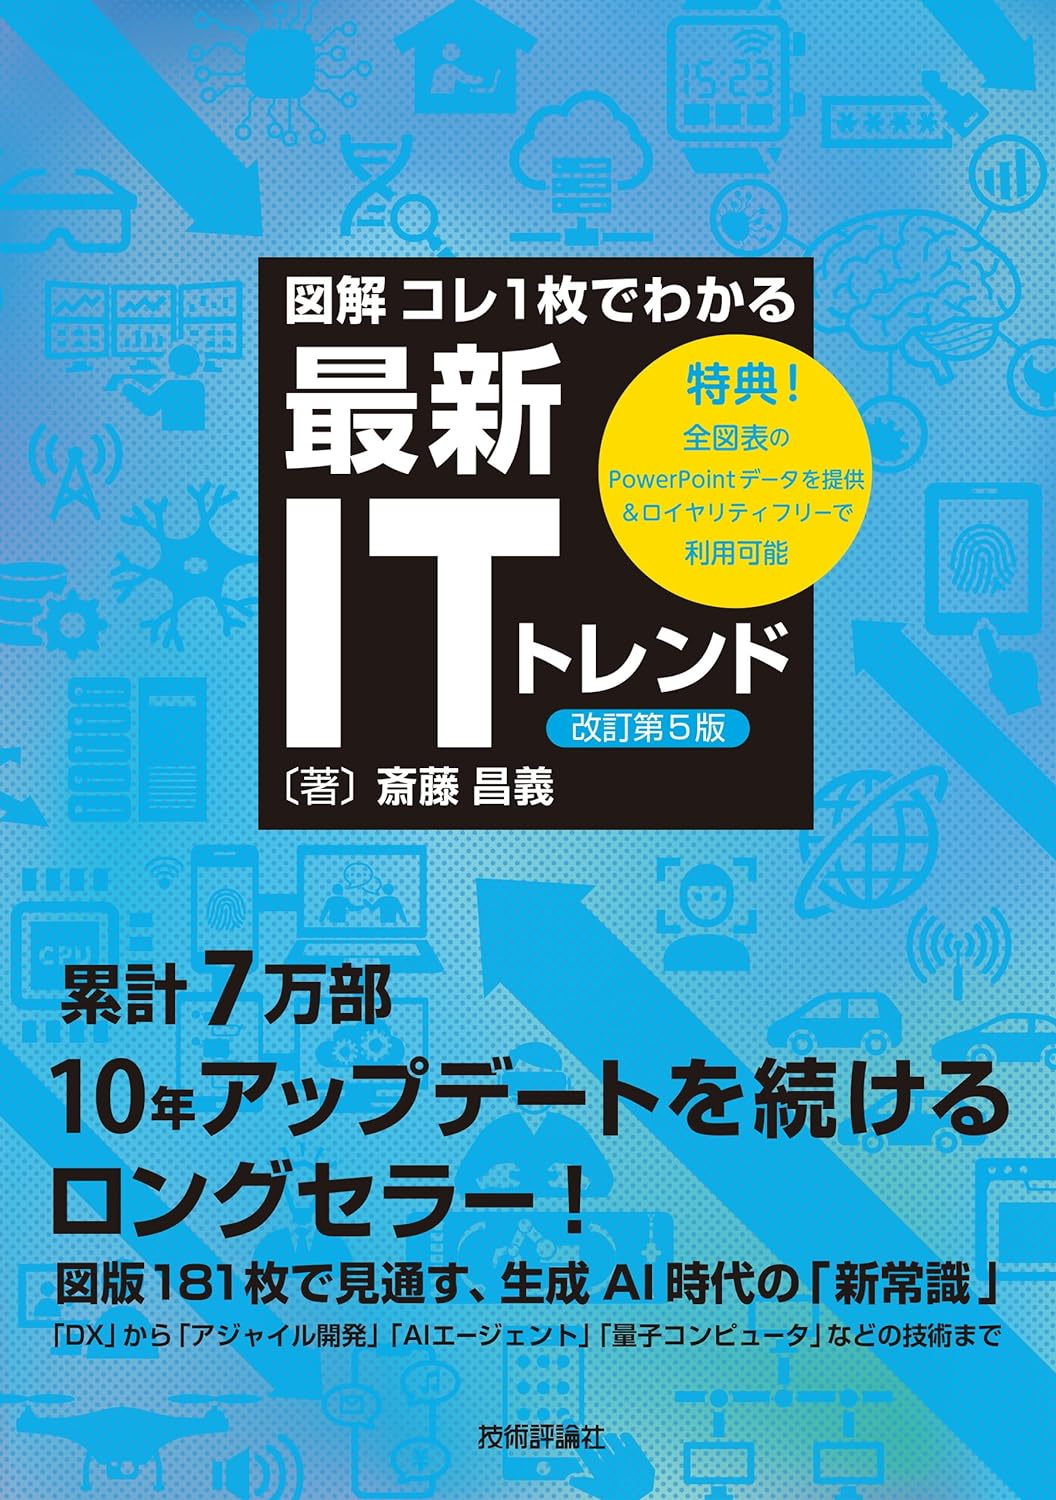 15:23
*****
図解 コレ1枚でわかる
最新
ITトレンド
改訂第5版
〔著〕斎藤 昌義
特典！
全図表の
PowerPointデータを提供
＆ロイヤリティフリーで
利用可能
CPU
累計7万部
10年アップデートを続ける
ロングセラー！
図版181枚で見通す、生成AI時代の「新常識」
「DX」から「アジャイル開発」「AIエージェント」「量子コンピュータ」などの技術まで
技術評論社